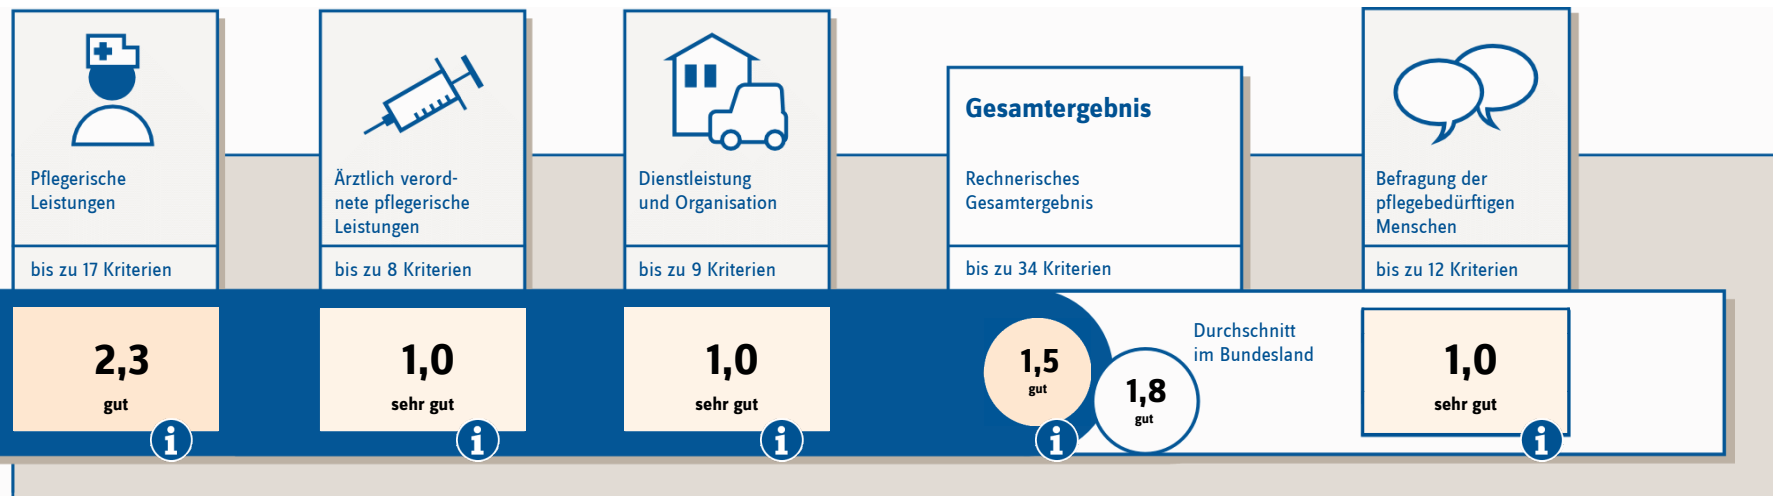 Pflegerische
Leistungen
bis zu 17 Kriterien
2,3
gut
i
Ärztlich verord-
nete pflegerische
Leistungen
bis zu 8 Kriterien
1,0
sehr gut
i
Dienstleistung
und Organisation
bis zu 9 Kriterien
1,0
sehr gut
i
Gesamtergebnis
Rechnerisches
Gesamtergebnis
bis zu 34 Kriterien
1,5
gut
i
1,8
gut
Durchschnitt
im Bundesland
Befragung der
pflegebedürftigen
Menschen
bis zu 12 Kriterien
1,0
sehr gut
i